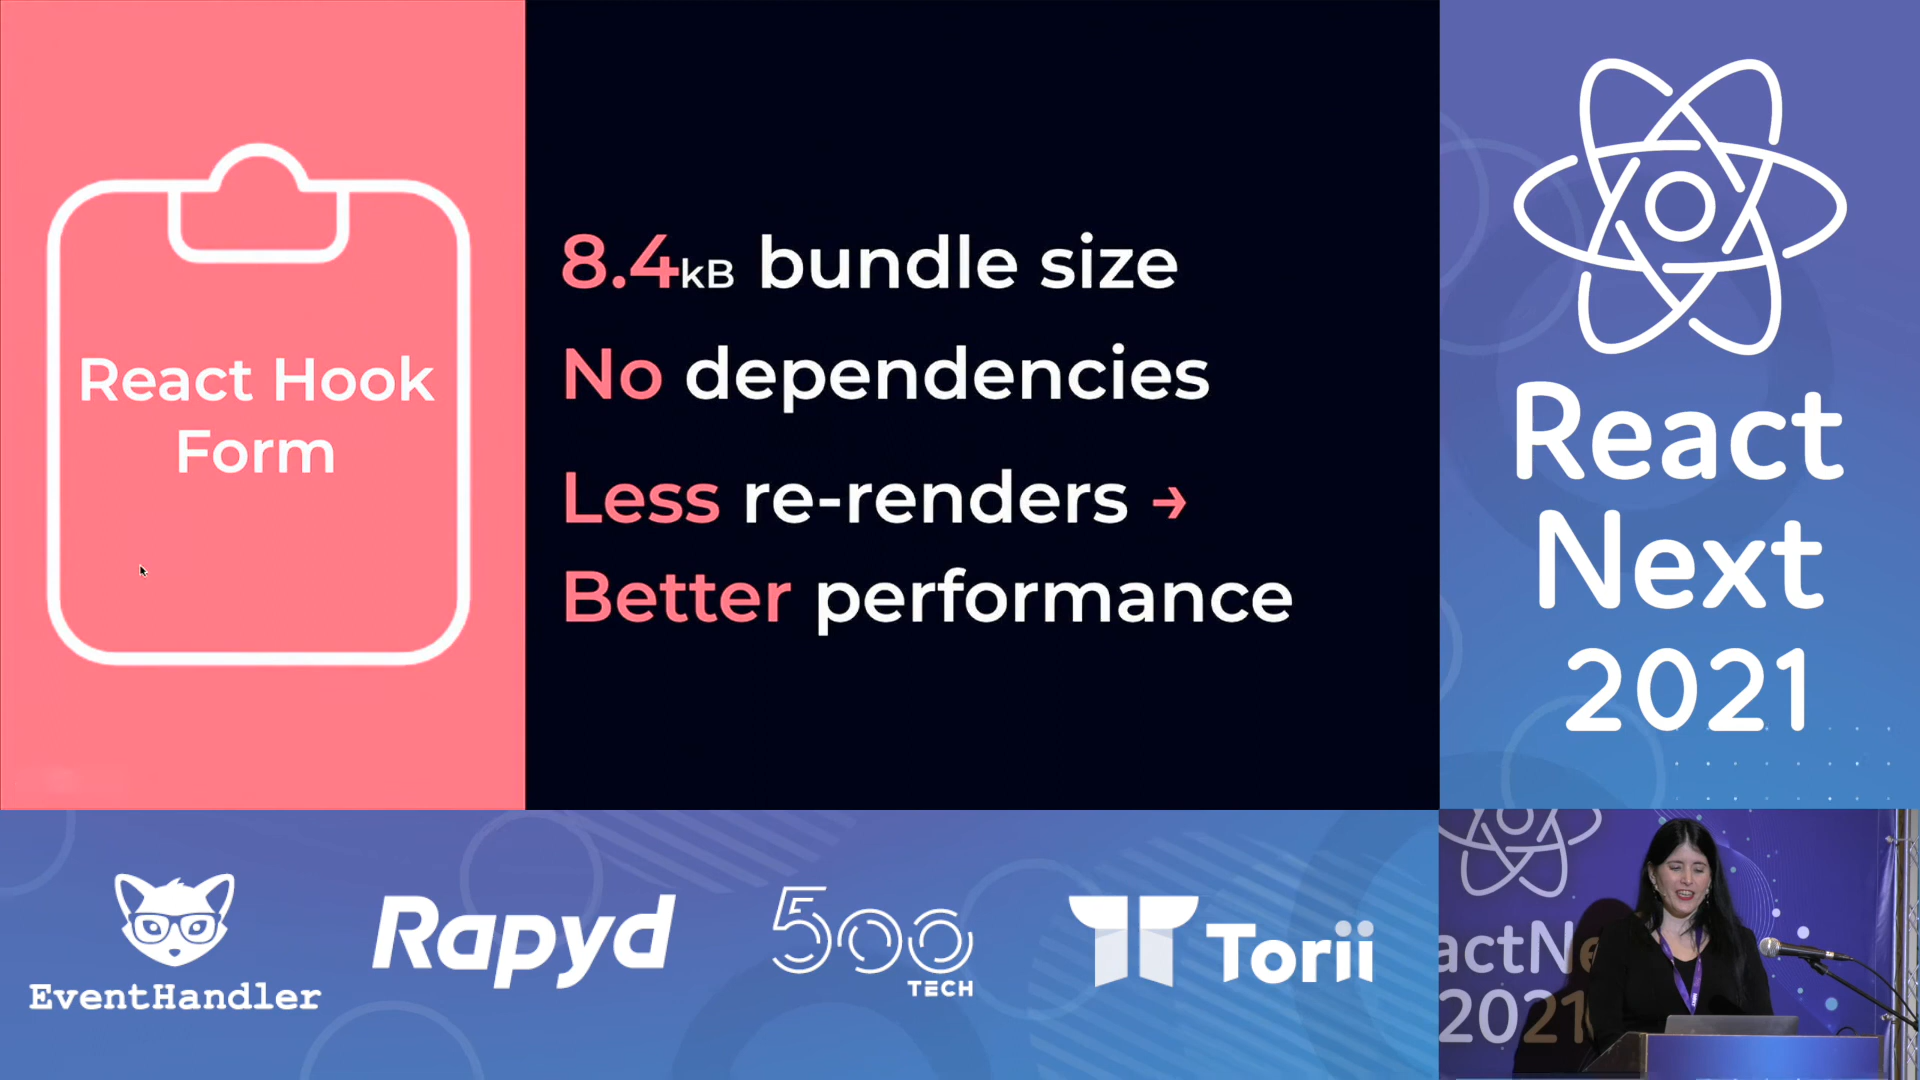 React Hook
Form
8.4kB bundle size
No dependencies
Less re-renders →
Better performance
React
Next
2021
EventHandler
Rapyd
500
TECH
Torii
actNe
2021